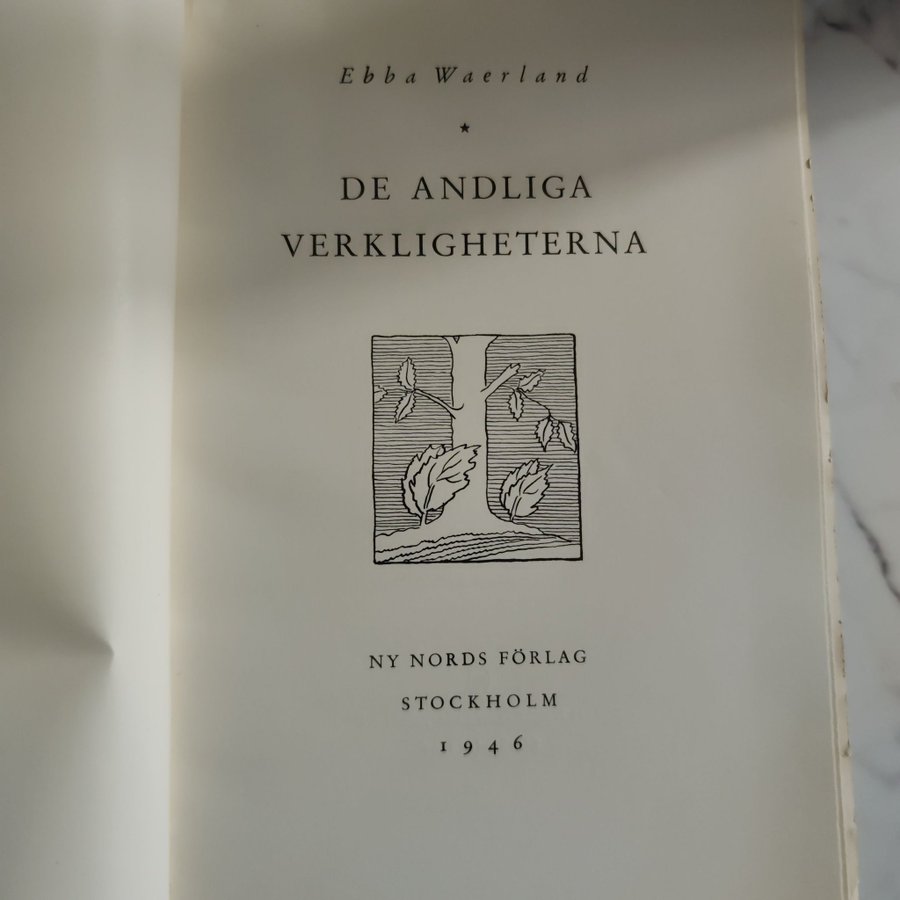 Ebba Waerland
★
DE ANDLIGA
VERKLIGHETERNA
NY NORDS FÖRLAG
STOCKHOLM
1946